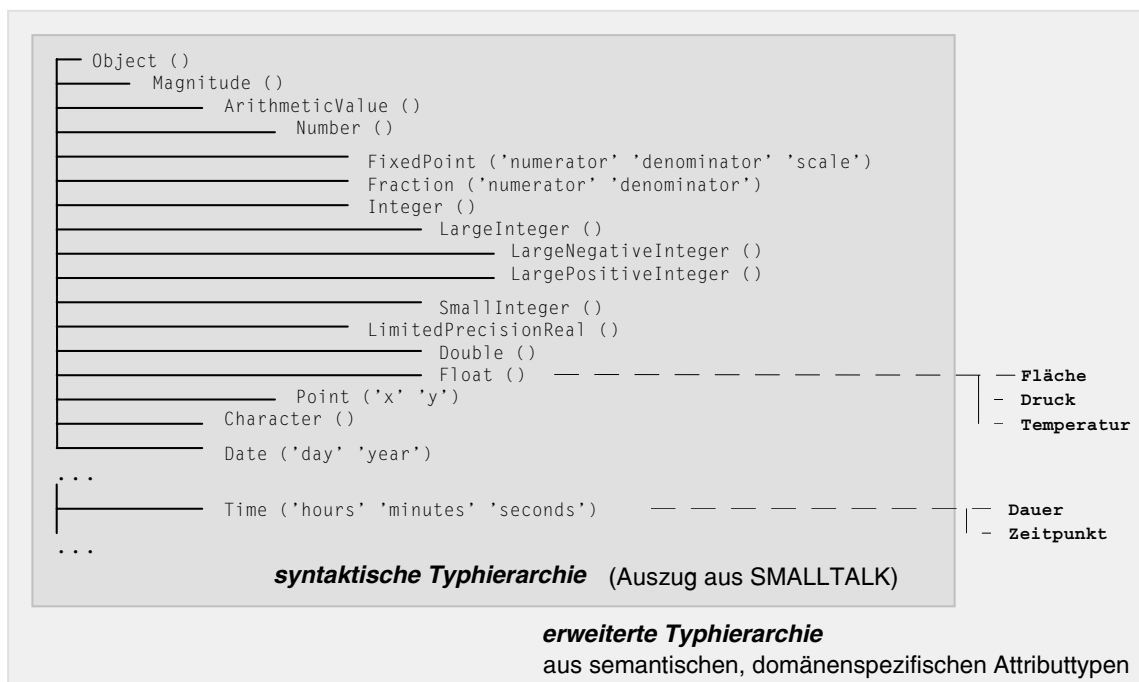 Object ()
Magnitude ()
ArithmeticValue ()
Number ()
FixedPoint (’numerator’ ’denominator’ ’scale’)
Fraction (’numerator’ ’denominator’)
Integer ()
LargeInteger ()
LargeNegativeInteger ()
LargePositiveInteger ()
SmallInteger ()
LimitedPrecisionReal ()
Double ()
Float () Fläche
Point (’x’ ’y’) Druck
Character () Temperatur
Date (’day’ ’year’)
...
Time (’hours’ ’minutes’ ’seconds’) Dauer
Zeitpunkt
...
syntaktische Typhierarchie (Auszug aus SMALLTALK)
erweiterte Typhierarchie
aus semantischen, domänenspezifischen Attributtypen